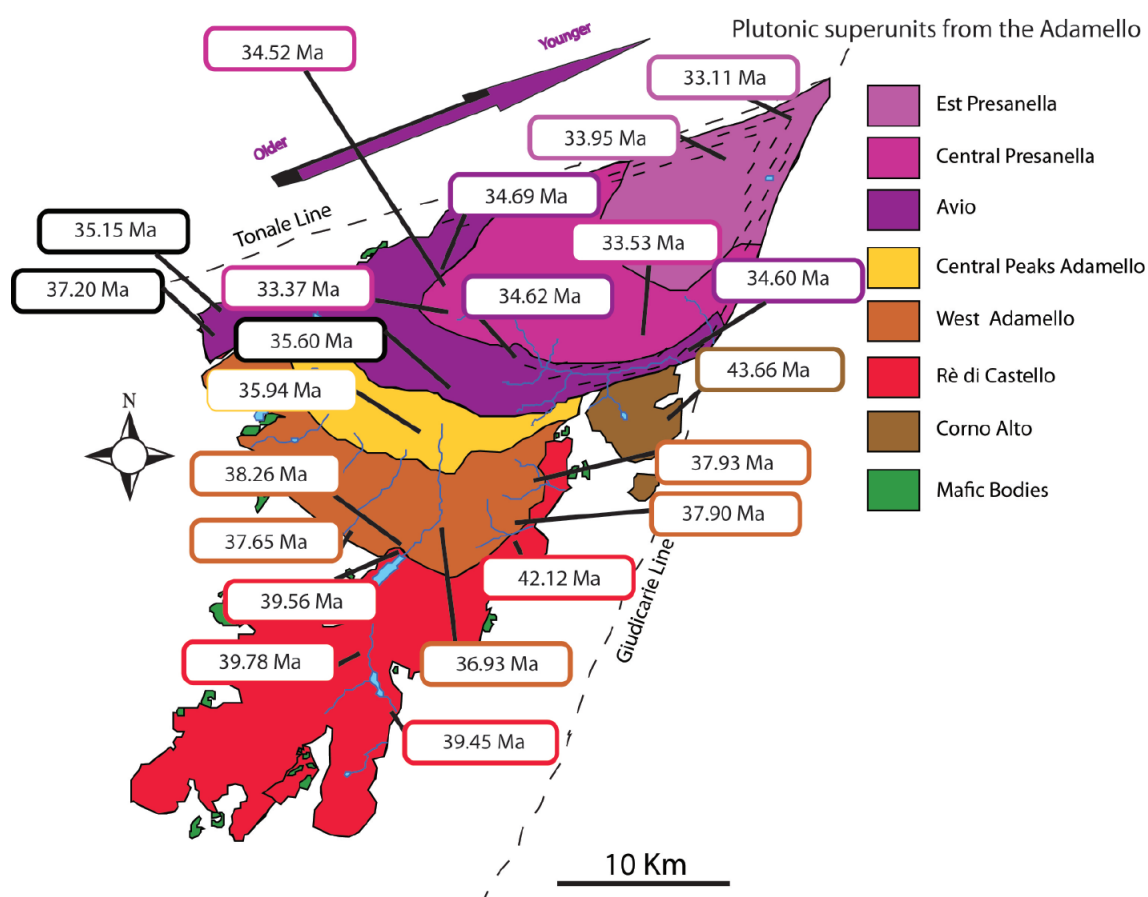 Plutonic superunits from the Adamello
34.52 Ma
Younger
33.11 Ma
Older
33.95 Ma
34.69 Ma
Tonale Line
35.15 Ma
33.53 Ma
37.20 Ma
33.37 Ma
34.62 Ma
34.60 Ma
35.60 Ma
35.94 Ma
43.66 Ma
N
38.26 Ma
37.93 Ma
37.90 Ma
37.65 Ma
42.12 Ma
39.56 Ma
Giudicarie Line
39.78 Ma
36.93 Ma
39.45 Ma
10 Km
Est Presanella
Central Presanella
Avio
Central Peaks Adamello
West Adamello
Rè di Castello
Corno Alto
Mafic Bodies